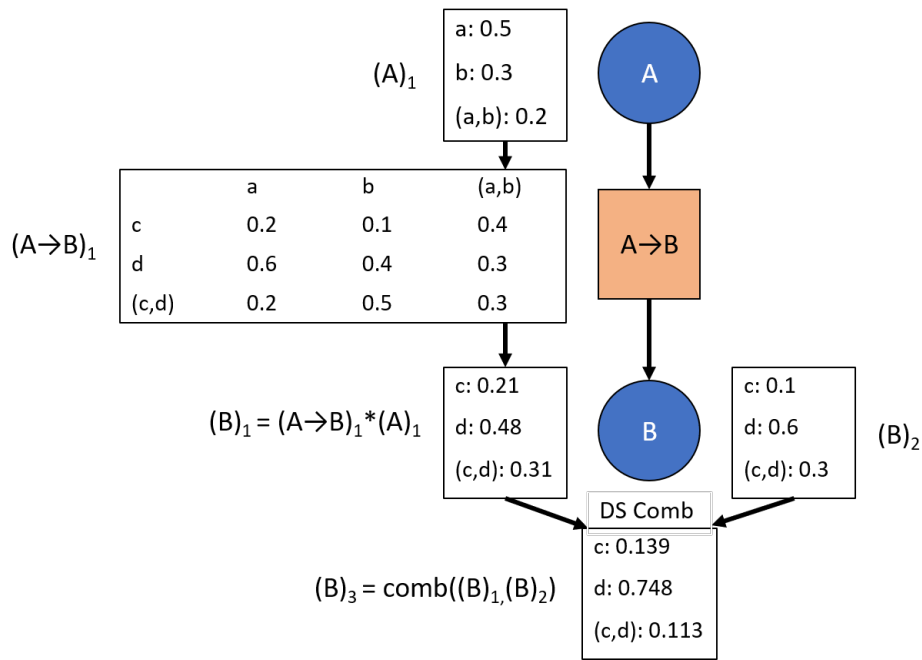 a: 0.5
b: 0.3
(a,b): 0.2
(A)₁
A
a b (a,b)
c 0.2 0.1 0.4
d 0.6 0.4 0.3
(c,d) 0.2 0.5 0.3
(A→B)₁
A→B
c: 0.21
d: 0.48
(c,d): 0.31
(B)₁ = (A→B)₁*(A)₁
B
c: 0.1
d: 0.6
(c,d): 0.3
(B)₂
DS Comb
c: 0.139
d: 0.748
(c,d): 0.113
(B)₃ = comb((B)₁,(B)₂)